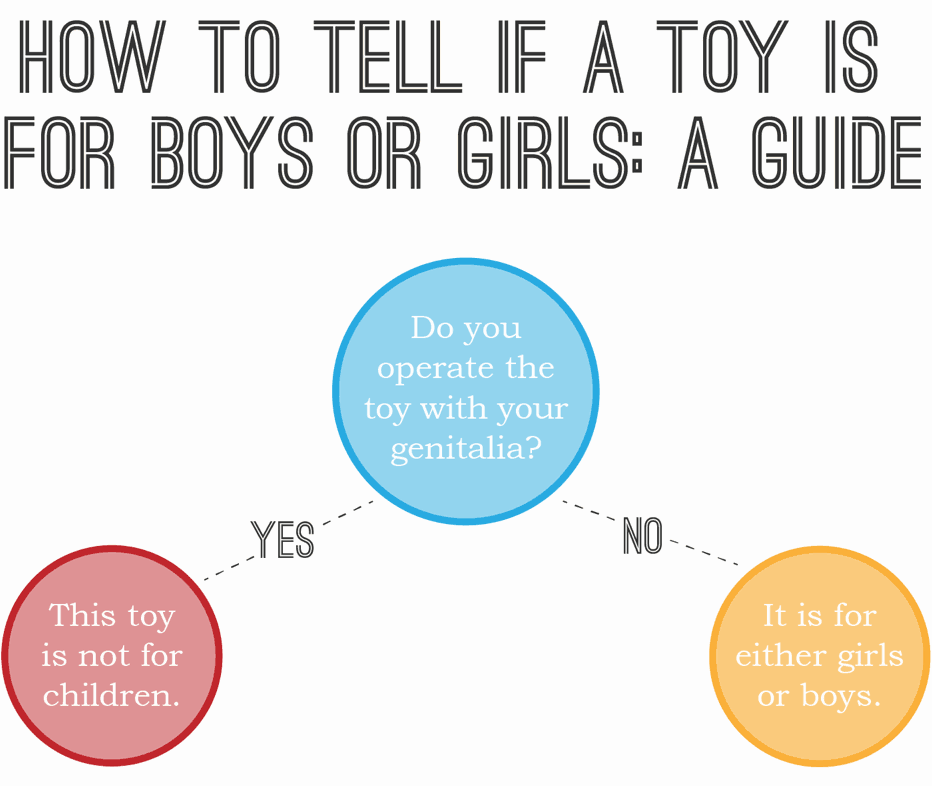 HOW TO TELL IF A TOY IS
FOR BOYS OR GIRLS: A GUIDE
Do you
operate the
toy with your
genitalia?
YES
NO
This toy
is not for
children.
It is for
either girls
or boys.